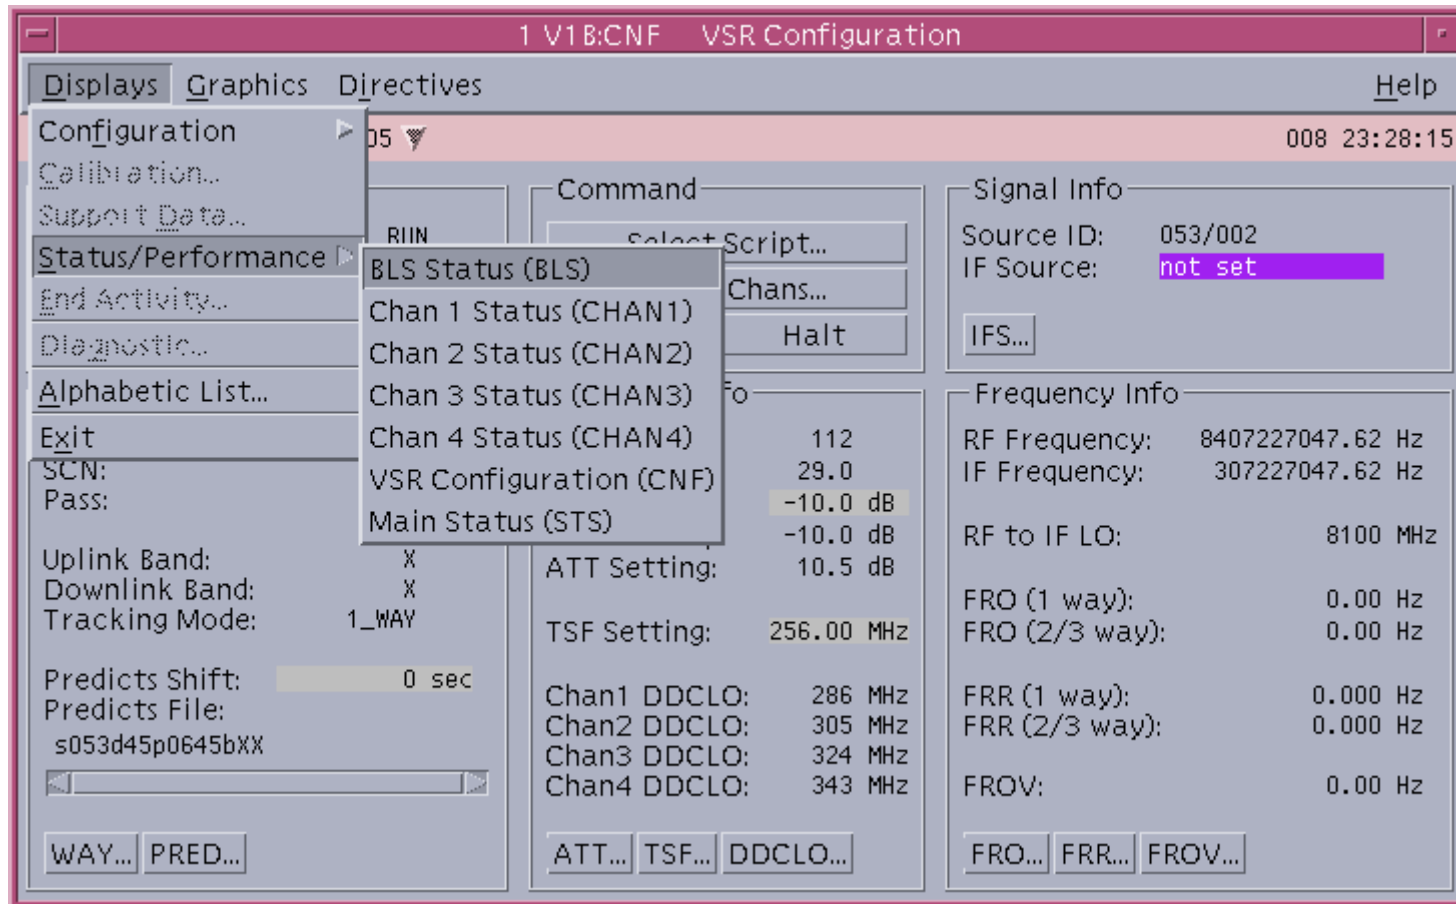 1 V1B:CNF VSR Configuration
Displays Graphics Directives Help
05 008 23:28:15
Configuration
Calibration...
Support Data...
Status/Performance
End Activity...
Diagnostic...
Alphabetic List...
Exit
BLS Status (BLS)
Chan 1 Status (CHAN1)
Chan 2 Status (CHAN2)
Chan 3 Status (CHAN3)
Chan 4 Status (CHAN4)
VSR Configuration (CNF)
Main Status (STS)
RUN
SCN:
Pass:
Uplink Band: X
Downlink Band: X
Tracking Mode: 1_WAY
Predicts Shift: 0 sec
Predicts File:
s053d45p0645bXX
WAY... PRED...
Command
Select Script...
Chans...
Halt
112
29.0
-10.0 dB
-10.0 dB
ATT Setting: 10.5 dB
TSF Setting: 256.00 MHz
Chan1 DDCLO: 286 MHz
Chan2 DDCLO: 305 MHz
Chan3 DDCLO: 324 MHz
Chan4 DDCLO: 343 MHz
ATT... TSF... DDCLO...
Signal Info
Source ID: 053/002
IF Source: not set
IFS...
Frequency Info
RF Frequency: 8407227047.62 Hz
IF Frequency: 307227047.62 Hz
RF to IF LO: 8100 MHz
FRO (1 way): 0.00 Hz
FRO (2/3 way): 0.00 Hz
FRR (1 way): 0.000 Hz
FRR (2/3 way): 0.000 Hz
FROV: 0.00 Hz
FRO... FRR... FROV...